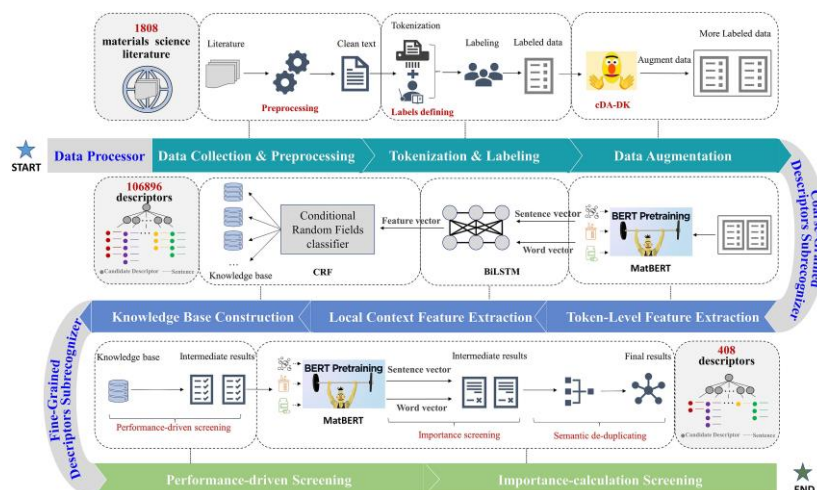 1808
materials science
literature
Literature
Preprocessing
Clean text
Tokenization
Labels defining
Labeling
Labeled data
cDA-DK
Augment data
More Labeled data
START
Data Processor
Data Collection & Preprocessing
Tokenization & Labeling
Data Augmentation
Coarse-Grained
Descriptors Subrecognizer
106896
descriptors
Candidate Descriptor
Sentence
...
Knowledge base
Conditional
Random Fields
classifier
CRF
Feature vector
BiLSTM
Sentence vector
Word vector
BERT Pretraining
MatBERT
Knowledge Base Construction
Local Context Feature Extraction
Token-Level Feature Extraction
Fine-Grained
Descriptors Subrecognizer
Knowledge base
Intermediate results
Performance-driven screening
BERT Pretraining
MatBERT
Sentence vector
Word vector
Intermediate results
Importance screening
Final results
Semantic de-duplicating
408
descriptors
Candidate Descriptor
Sentence
Performance-driven Screening
Importance-calculation Screening
END